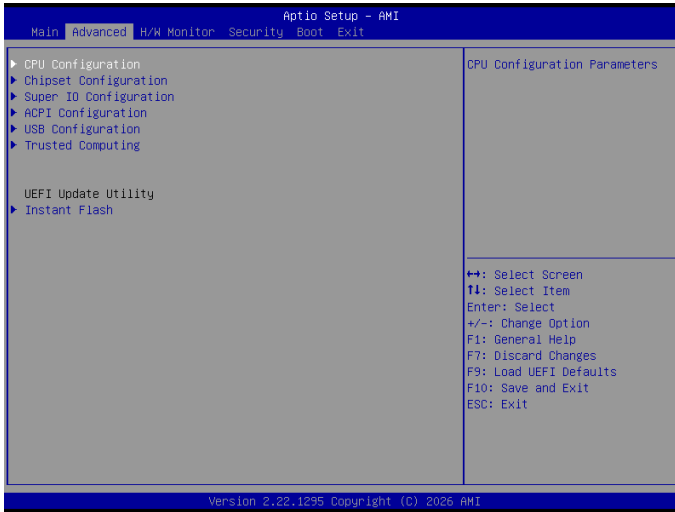 Aptio Setup - AMI
Main Advanced H/W Monitor Security Boot Exit
CPU Configuration
Chipset Configuration
Super IO Configuration
ACPI Configuration
USB Configuration
Trusted Computing
UEFI Update Utility
Instant Flash
CPU Configuration Parameters
↔: Select Screen
↑↓: Select Item
Enter: Select
+/-: Change Option
F1: General Help
F7: Discard Changes
F9: Load UEFI Defaults
F10: Save and Exit
ESC: Exit
Version 2.22.1295 Copyright (C) 2026 AMI